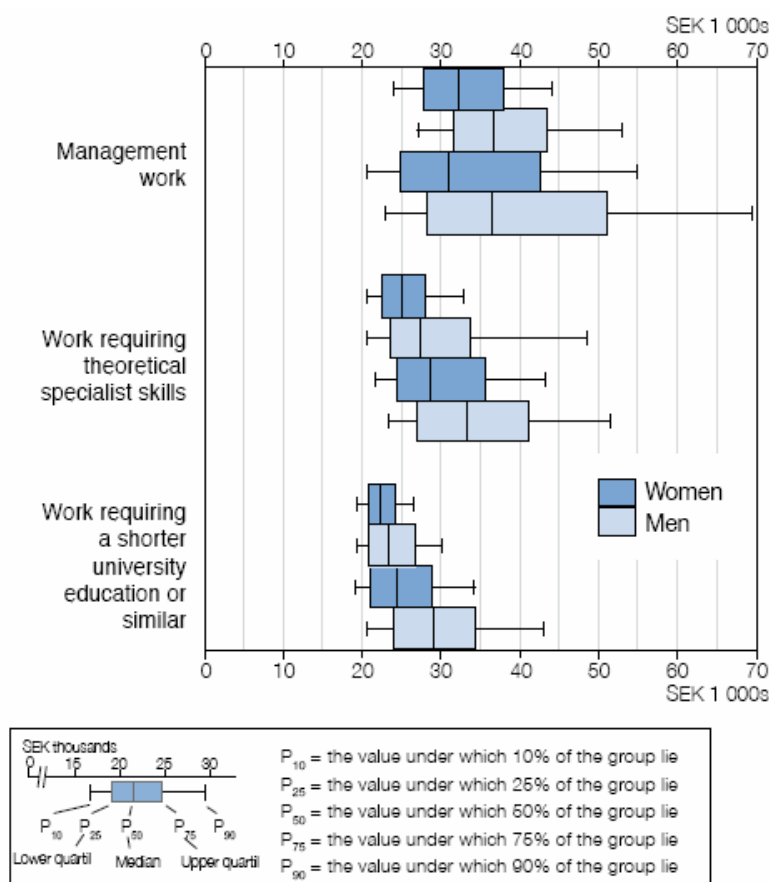 SEK 1 000s
0 10 20 30 40 50 60 70
Management
work
Work requiring
theoretical
specialist skills
Work requiring
a shorter
university
education or
similar
Women
Men
0 10 20 30 40 50 60 70
SEK 1 000s
SEK thousands
0 15 20 25 30
P10 P25 P50 P75 P90
Lower quartil Median Upper quartil
P10 = the value under which 10% of the group lie
P25 = the value under which 25% of the group lie
P50 = the value under which 50% of the group lie
P75 = the value under which 75% of the group lie
P90 = the value under which 90% of the group lie